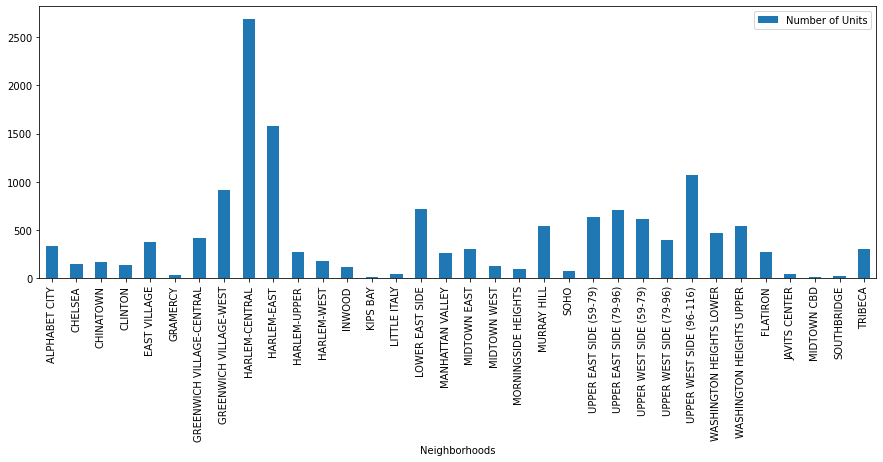 Number of Units
2500
2000
1500
1000
500
0
ALPHABET CITY
CHELSEA
CHINATOWN
CLINTON
EAST VILLAGE
GRAMERCY
GREENWICH VILLAGE-CENTRAL
GREENWICH VILLAGE-WEST
HARLEM-CENTRAL
HARLEM-EAST
HARLEM-UPPER
HARLEM-WEST
INWOOD
KIPS BAY
LITTLE ITALY
LOWER EAST SIDE
MANHATTAN VALLEY
MIDTOWN EAST
MIDTOWN WEST
MORNINGSIDE HEIGHTS
MURRAY HILL
SOHO
UPPER EAST SIDE (59-79)
UPPER EAST SIDE (79-96)
UPPER WEST SIDE (59-79)
UPPER WEST SIDE (79-96)
UPPER WEST SIDE (96-116)
WASHINGTON HEIGHTS LOWER
WASHINGTON HEIGHTS UPPER
FLATIRON
JAVITS CENTER
MIDTOWN CBD
SOUTHBRIDGE
TRIBECA
Neighborhoods